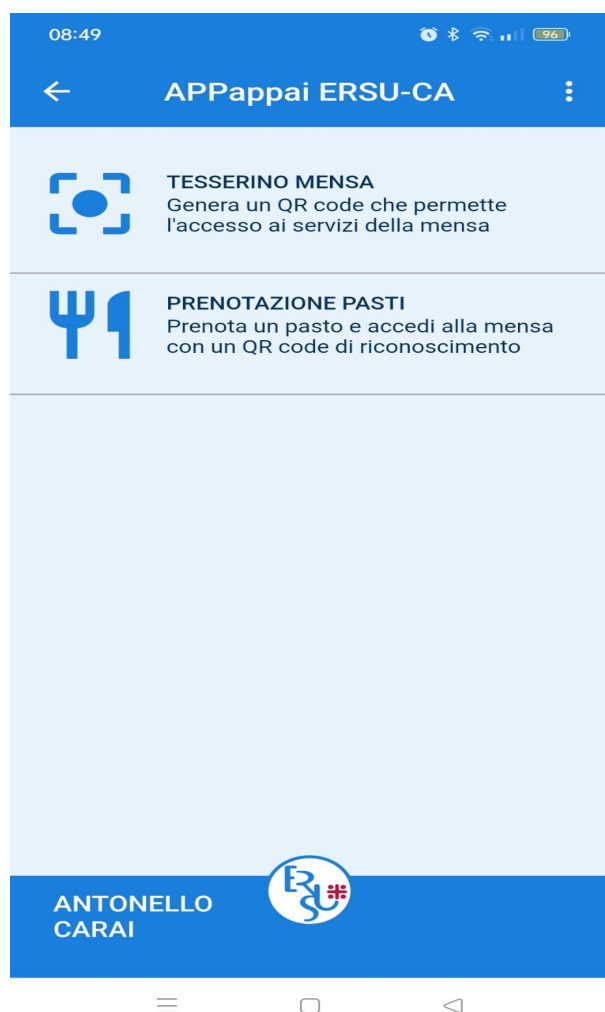 08:49
96
APPappai ERSU-CA
TESSERINO MENSA
Genera un QR code che permette
l'accesso ai servizi della mensa
PRENOTAZIONE PASTI
Prenota un pasto e accedi alla mensa
con un QR code di riconoscimento
ERSU
ANTONELLO
CARAI